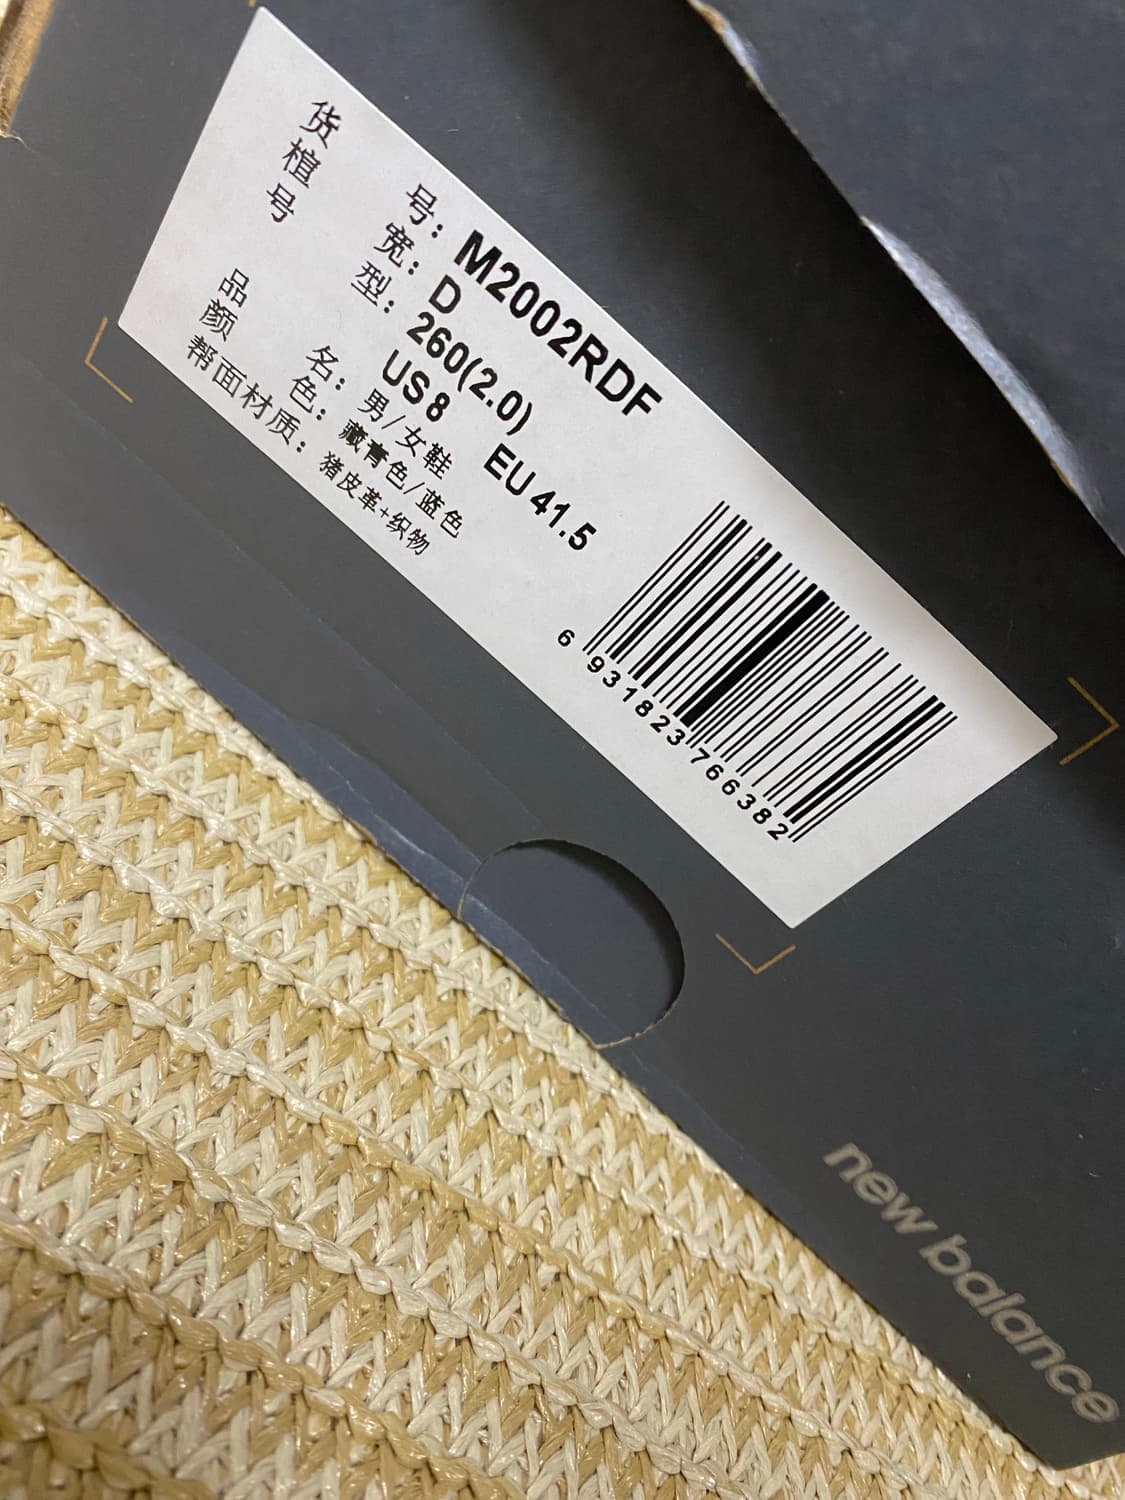 货号：M2002RDF
楦宽：D
号型：260(2.0)
US 8 EU 41.5
品名：男/女鞋
颜色：藏青色/蓝色
帮面材质：猪皮革+织物
6 931823 766382
new balance